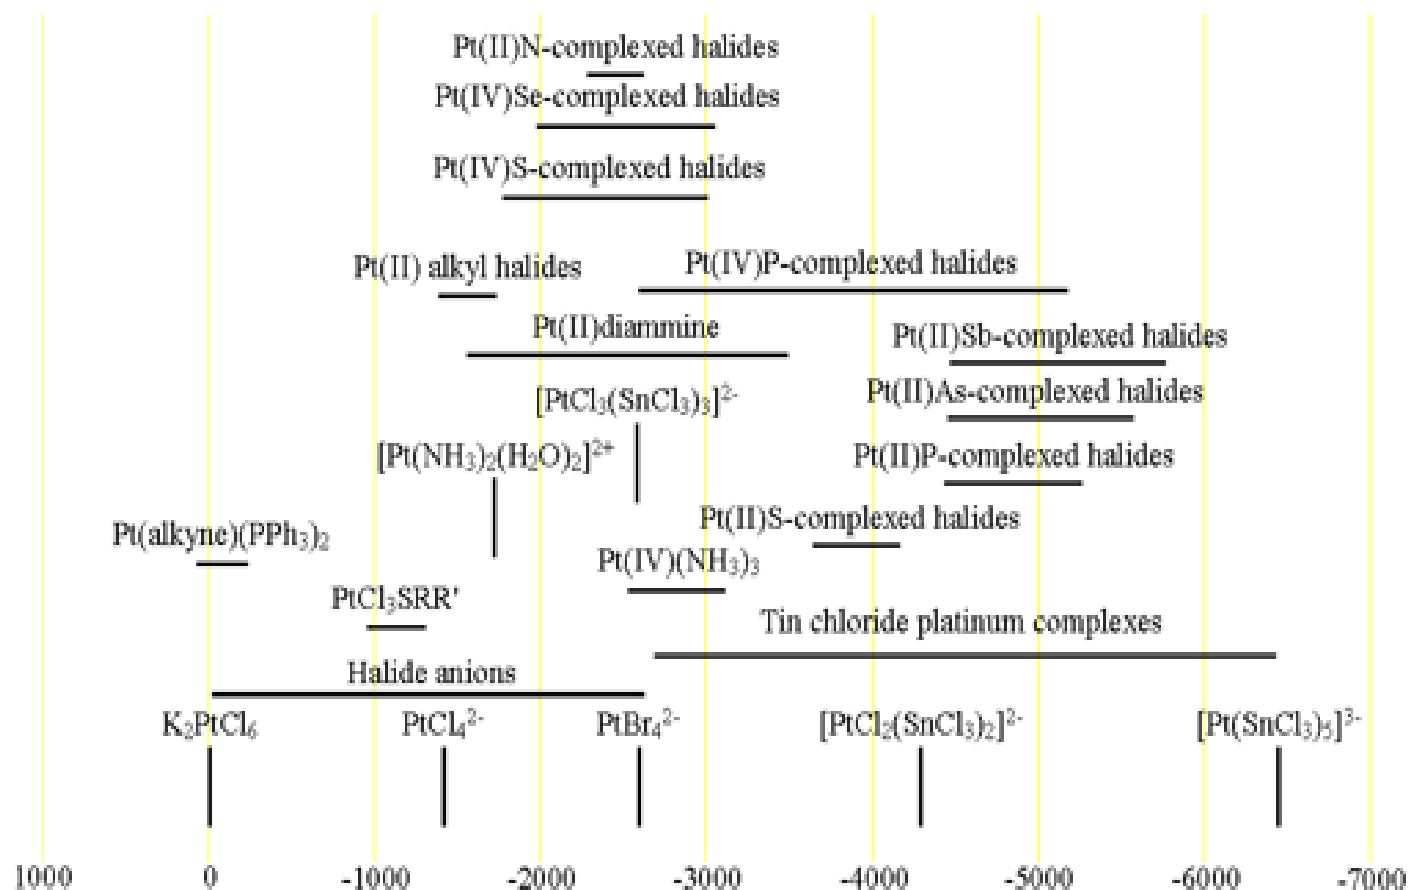 Pt(II)N-complexed halides
Pt(IV)Se-complexed halides
Pt(IV)S-complexed halides
Pt(II) alkyl halides
Pt(IV)P-complexed halides
Pt(II)diammine
Pt(II)Sb-complexed halides
Pt(II)As-complexed halides
[PtCl₃(SnCl₃)₃]²⁻
[Pt(NH₃)₂(H₂O)₂]²⁺
Pt(II)P-complexed halides
Pt(II)S-complexed halides
Pt(alkyne)(PPh₃)₂
Pt(IV)(NH₃)₃
PtCl₃SRR'
Tin chloride platinum complexes
Halide anions
K₂PtCl₆ PtCl₄²⁻ PtBr₄²⁻ [PtCl₂(SnCl₃)₂]²⁻ [Pt(SnCl₃)₅]³⁻
1000 0 -1000 -2000 -3000 -4000 -5000 -6000 -7000